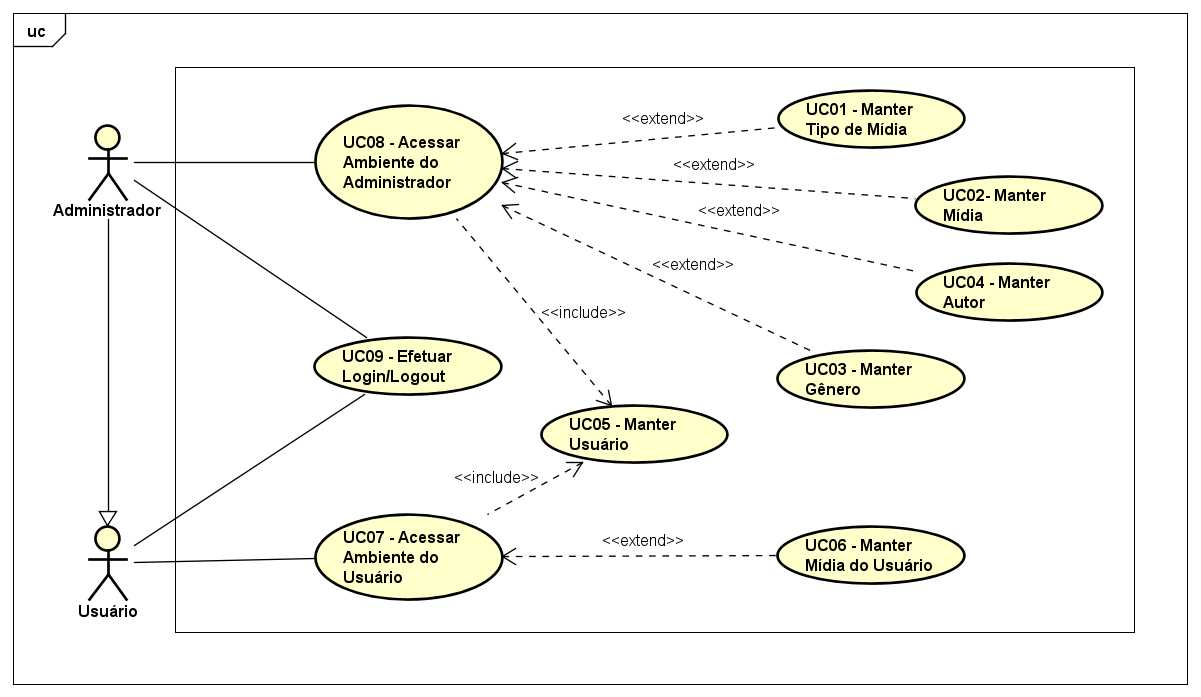 uc
UC01 - Manter
Tipo de Mídia
<<extend>>
UC08 - Acessar
Ambiente do
Administrador
<<extend>>
UC02- Manter
Mídia
Administrador
<<extend>>
<<extend>>
UC04 - Manter
Autor
<<include>>
UC09 - Efetuar
Login/Logout
UC03 - Manter
Gênero
UC05 - Manter
Usuário
<<include>>
UC07 - Acessar
Ambiente do
Usuário
<<extend>>
UC06 - Manter
Mídia do Usuário
Usuário